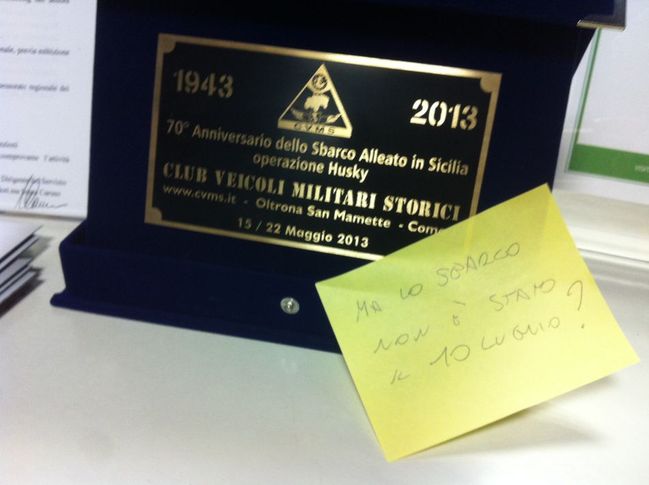 1943
2013
C.V.M.S
70° Anniversario dello Sbarco Alleato in Sicilia
operazione Husky
CLUB VEICOLI MILITARI STORICI
www.cvms.it - Oltrona San Mamette - Como
15 / 22 Maggio 2013
MA LO SBARCO
NON È STATO
IL 10 LUGLIO?